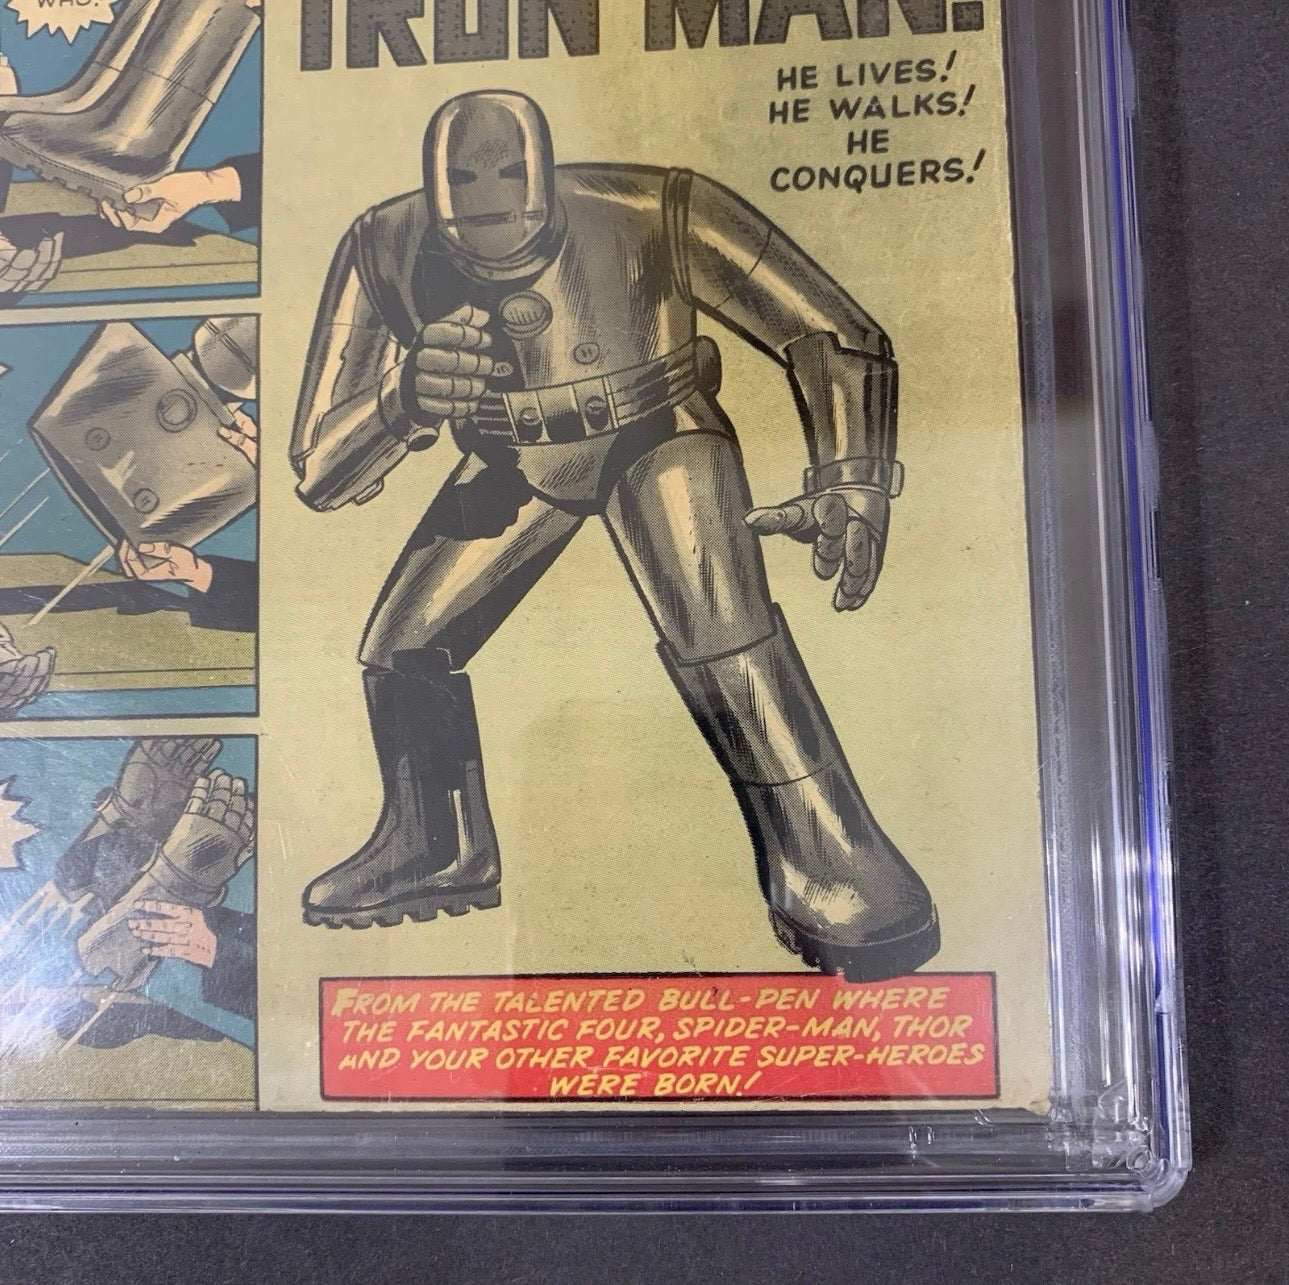 WHO?
IRON MAN!
HE LIVES!
HE WALKS!
HE
CONQUERS!
FROM THE TALENTED BULL-PEN WHERE
THE FANTASTIC FOUR, SPIDER-MAN, THOR
AND YOUR OTHER FAVORITE SUPER-HEROES
WERE BORN!